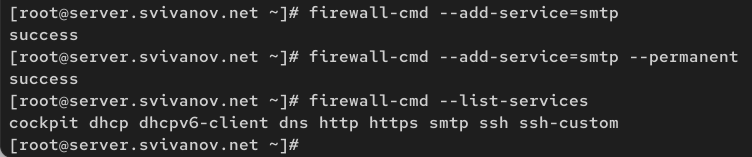 [root@server.svivanov.net ~]# firewall-cmd --add-service=smtp
success
[root@server.svivanov.net ~]# firewall-cmd --add-service=smtp --permanent
success
[root@server.svivanov.net ~]# firewall-cmd --list-services
cockpit dhcp dhcpv6-client dns http https smtp ssh ssh-custom
[root@server.svivanov.net ~]#